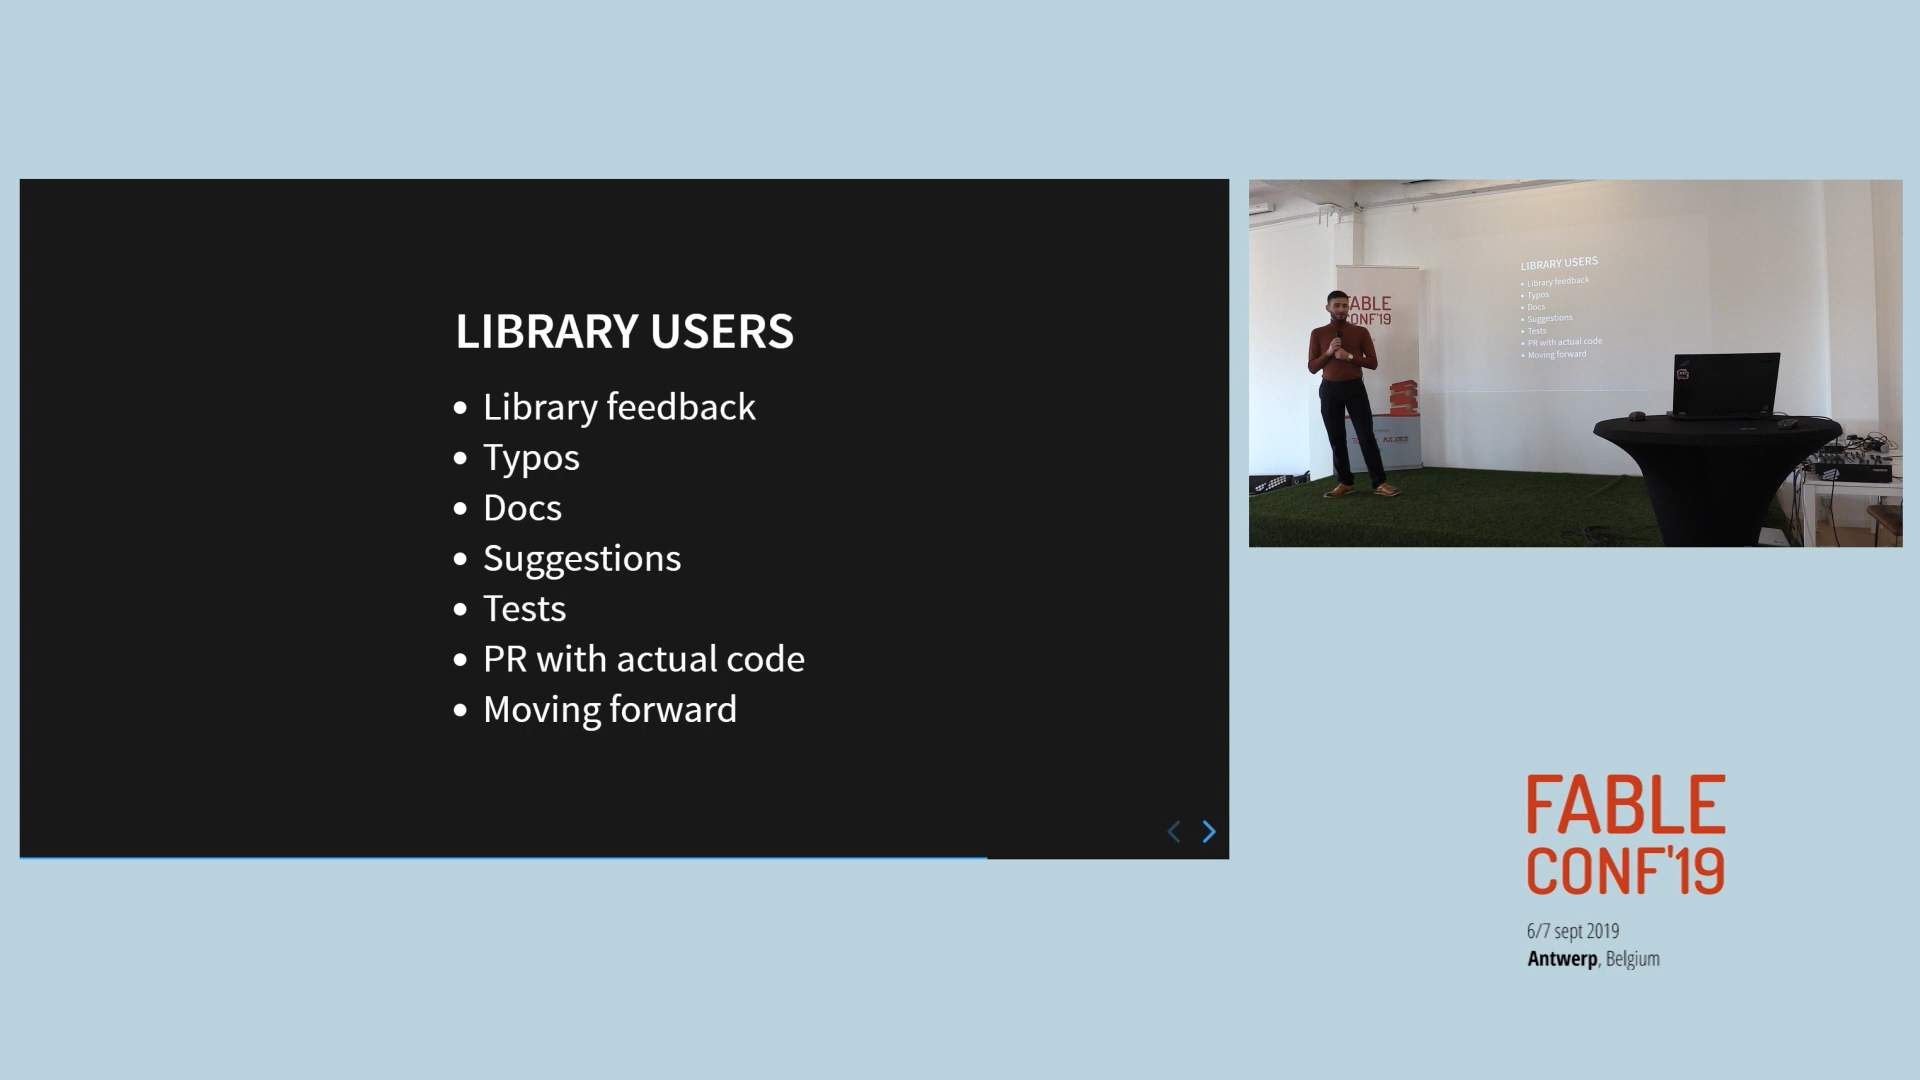 LIBRARY USERS
Library feedback
Typos
Docs
Suggestions
Tests
PR with actual code
Moving forward
FABLE
CONF'19
LIBRARY USERS
Library feedback
Typos
Docs
Suggestions
Tests
PR with actual code
Moving forward
FABLE
CONF'19
6/7 sept 2019
Antwerp, Belgium